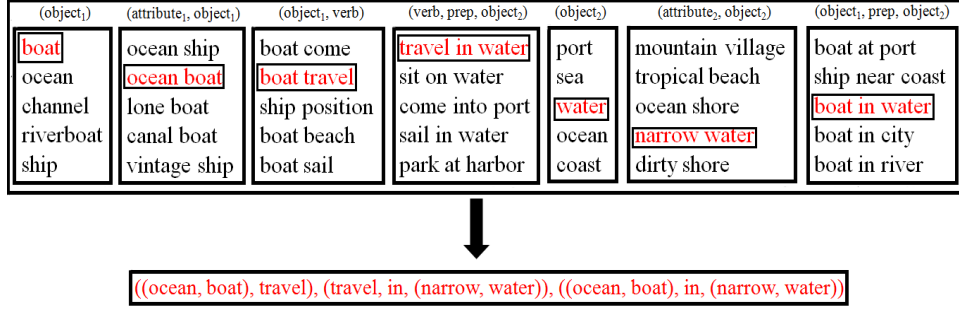 (object₁) (attribute₁, object₁) (object₁, verb) (verb, prep, object₂) (object₂) (attribute₂, object₂) (object₁, prep, object₂)
boat ocean ship boat come travel in water port mountain village boat at port
ocean ocean boat boat travel sit on water sea tropical beach ship near coast
channel lone boat ship position come into port water ocean shore boat in water
riverboat canal boat boat beach sail in water ocean narrow water boat in city
ship vintage ship boat sail park at harbor coast dirty shore boat in river
((ocean, boat), travel), (travel, in, (narrow, water)), ((ocean, boat), in, (narrow, water))